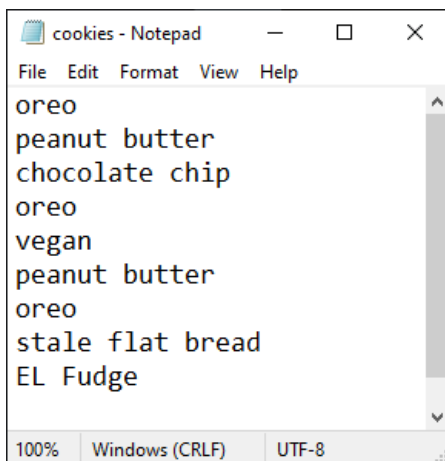 cookies - Notepad
File Edit Format View Help
oreo
peanut butter
chocolate chip
oreo
vegan
peanut butter
oreo
stale flat bread
EL Fudge
100% Windows (CRLF) UTF-8